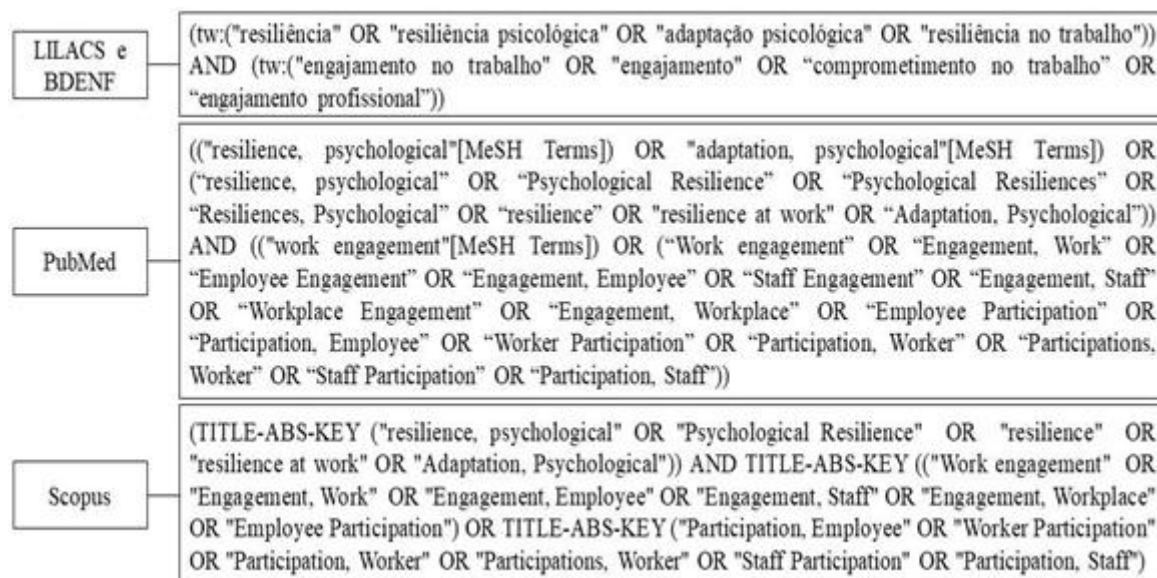 LILACS e
BDENF
(tw:("resiliência" OR "resiliência psicológica" OR "adaptação psicológica" OR "resiliência no trabalho"))
AND (tw:("engajamento no trabalho" OR "engajamento" OR “comprometimento no trabalho” OR
“engajamento profissional”))
PubMed
(("resilience, psychological"[MeSH Terms]) OR "adaptation, psychological"[MeSH Terms]) OR
(“resilience, psychological” OR “Psychological Resilience” OR “Psychological Resiliences” OR
“Resiliences, Psychological” OR “resilience” OR "resilience at work" OR “Adaptation, Psychological”))
AND (("work engagement"[MeSH Terms]) OR (“Work engagement” OR “Engagement, Work” OR
“Employee Engagement” OR “Engagement, Employee” OR “Staff Engagement” OR “Engagement, Staff”
OR “Workplace Engagement” OR “Engagement, Workplace” OR “Employee Participation” OR
“Participation, Employee” OR “Worker Participation” OR “Participation, Worker” OR “Participations,
Worker” OR “Staff Participation” OR “Participation, Staff”))
Scopus
(TITLE-ABS-KEY ("resilience, psychological" OR "Psychological Resilience" OR "resilience" OR
"resilience at work" OR "Adaptation, Psychological")) AND TITLE-ABS-KEY (("Work engagement" OR
"Engagement, Work" OR "Engagement, Employee" OR "Engagement, Staff" OR "Engagement, Workplace"
OR "Employee Participation") OR TITLE-ABS-KEY ("Participation, Employee" OR "Worker Participation"
OR "Participation, Worker" OR "Participations, Worker" OR "Staff Participation" OR "Participation, Staff")